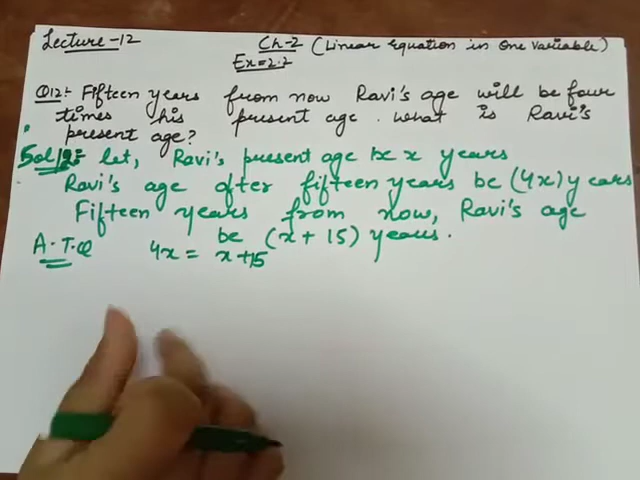 Lecture-12
Ch-2 (Linear Equation in One Variable)
Ex=2.2
Q12:- Fifteen years from now Ravi's age will be four
times his present age. what is Ravi's
present age?
Sol 12:- let, Ravi's present age be x years
Ravi's age after fifteen years be (4x) years
Fifteen years from now, Ravi's age
be (x + 15) years.
A.T.Q 4x = x+15